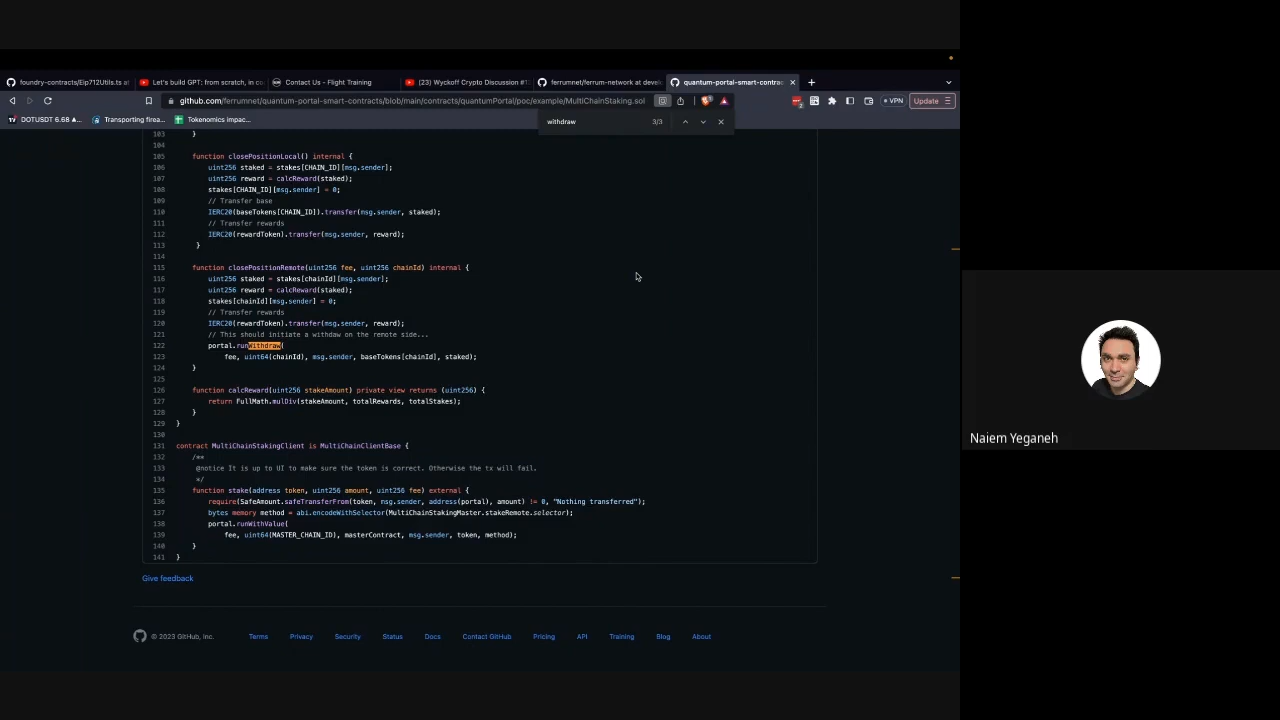 foundry-contracts/Eip712Utils.ts at
Let's build GPT: from scratch, in co
Contact Us - Flight Training
(23) Wyckoff Crypto Discussion #1
ferrumnet/ferrum-network at devel
quantum-portal-smart-contrac
github.com/ferrumnet/quantum-portal-smart-contracts/blob/main/contracts/quantumPortal/poc/example/MultiChainStaking.sol
VPN
Update
DOTUSDT 6.68
Transporting firea...
Tokenomics impac...
withdraw 3/3
103 }
104
105 function closePositionLocal() internal {
106 uint256 staked = stakes[CHAIN_ID][msg.sender];
107 uint256 reward = calcReward(staked);
108 stakes[CHAIN_ID][msg.sender] = 0;
109 // Transfer base
110 IERC20(baseTokens[CHAIN_ID]).transfer(msg.sender, staked);
111 // Transfer rewards
112 IERC20(rewardToken).transfer(msg.sender, reward);
113 }
114
115 function closePositionRemote(uint256 fee, uint256 chainId) internal {
116 uint256 staked = stakes[chainId][msg.sender];
117 uint256 reward = calcReward(staked);
118 stakes[chainId][msg.sender] = 0;
119 // Transfer rewards
120 IERC20(rewardToken).transfer(msg.sender, reward);
121 // This should initiate a withdaw on the remote side...
122 portal.runWithdraw(
123 fee, uint64(chainId), msg.sender, baseTokens[chainId], staked);
124 }
125
126 function calcReward(uint256 stakeAmount) private view returns (uint256) {
127 return FullMath.mulDiv(stakeAmount, totalRewards, totalStakes);
128 }
129 }
130
131 contract MultiChainStakingClient is MultiChainClientBase {
132 /**
133 @notice It is up to UI to make sure the token is correct. Otherwise the tx will fail.
134 */
135 function stake(address token, uint256 amount, uint256 fee) external {
136 require(SafeAmount.safeTransferFrom(token, msg.sender, address(portal), amount) != 0, "Nothing transferred");
137 bytes memory method = abi.encodeWithSelector(MultiChainStakingMaster.stakeRemote.selector);
138 portal.runWithValue(
139 fee, uint64(MASTER_CHAIN_ID), masterContract, msg.sender, token, method);
140 }
141 }
Give feedback
© 2023 GitHub, Inc.
Terms
Privacy
Security
Status
Docs
Contact GitHub
Pricing
API
Training
Blog
About
Naiem Yeganeh